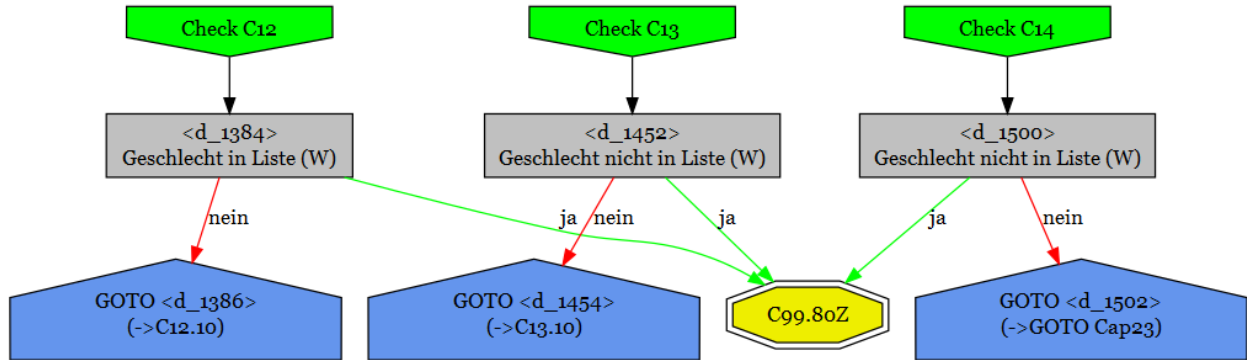 Check C12
Check C13
Check C14
<d_1384>
Geschlecht in Liste (W)
<d_1452>
Geschlecht nicht in Liste (W)
<d_1500>
Geschlecht nicht in Liste (W)
nein
ja
nein
ja
ja
nein
GOTO <d_1386>
(->C12.10)
GOTO <d_1454>
(->C13.10)
C99.80Z
GOTO <d_1502>
(->GOTO Cap23)